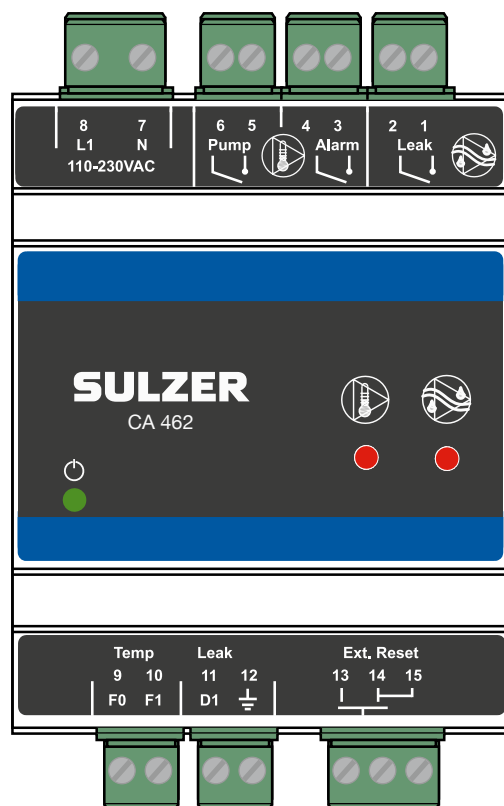 8 7 6 5 4 3 2 1
L1 N Pump Alarm Leak
110-230VAC
SULZER
CA 462
Temp Leak Ext. Reset
9 10 11 12 13 14 15
F0 F1 D1